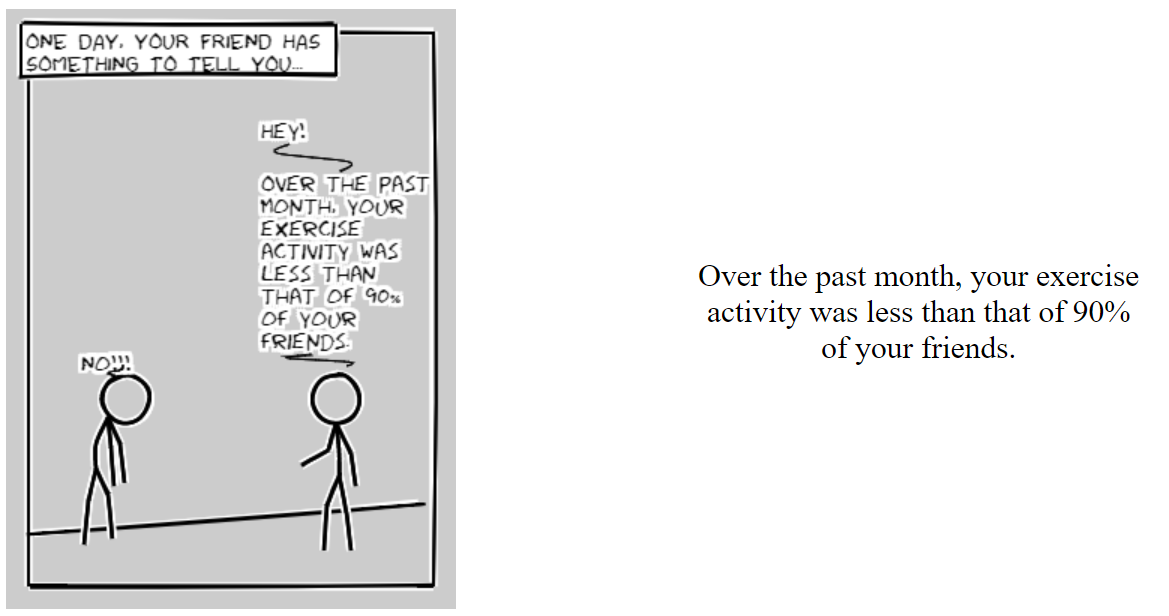 ONE DAY, YOUR FRIEND HAS
SOMETHING TO TELL YOU...
HEY!
OVER THE PAST
MONTH, YOUR
EXERCISE
ACTIVITY WAS
LESS THAN
THAT OF 90%
OF YOUR
FRIENDS.
NO!!!
Over the past month, your exercise
activity was less than that of 90%
of your friends.